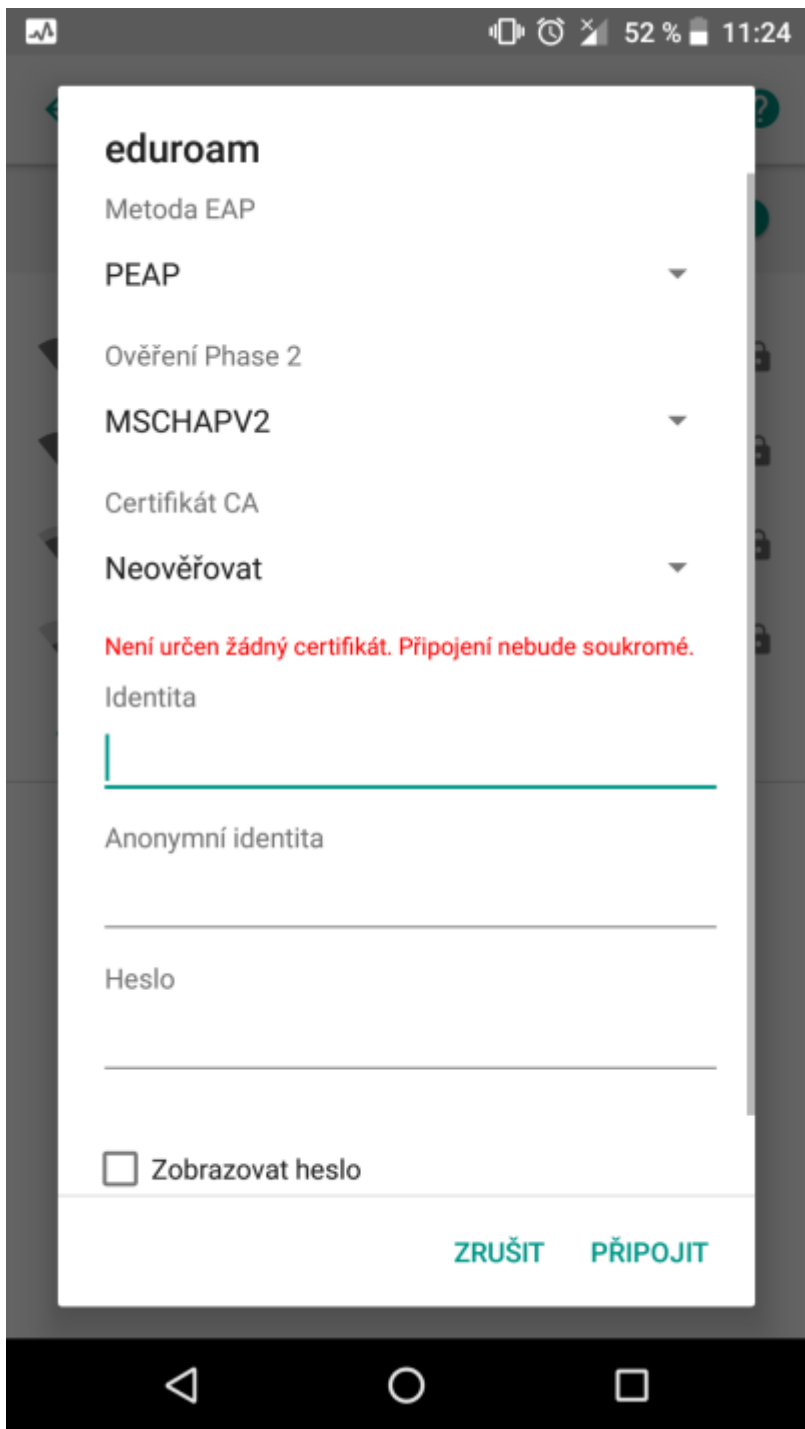 52 % 11:24
eduroam
Metoda EAP
PEAP
Ověření Phase 2
MSCHAPV2
Certifikát CA
Neověřovat
Není určen žádný certifikát. Připojení nebude soukromé.
Identita
Anonymní identita
Heslo
Zobrazovat heslo
ZRUŠIT PŘIPOJIT